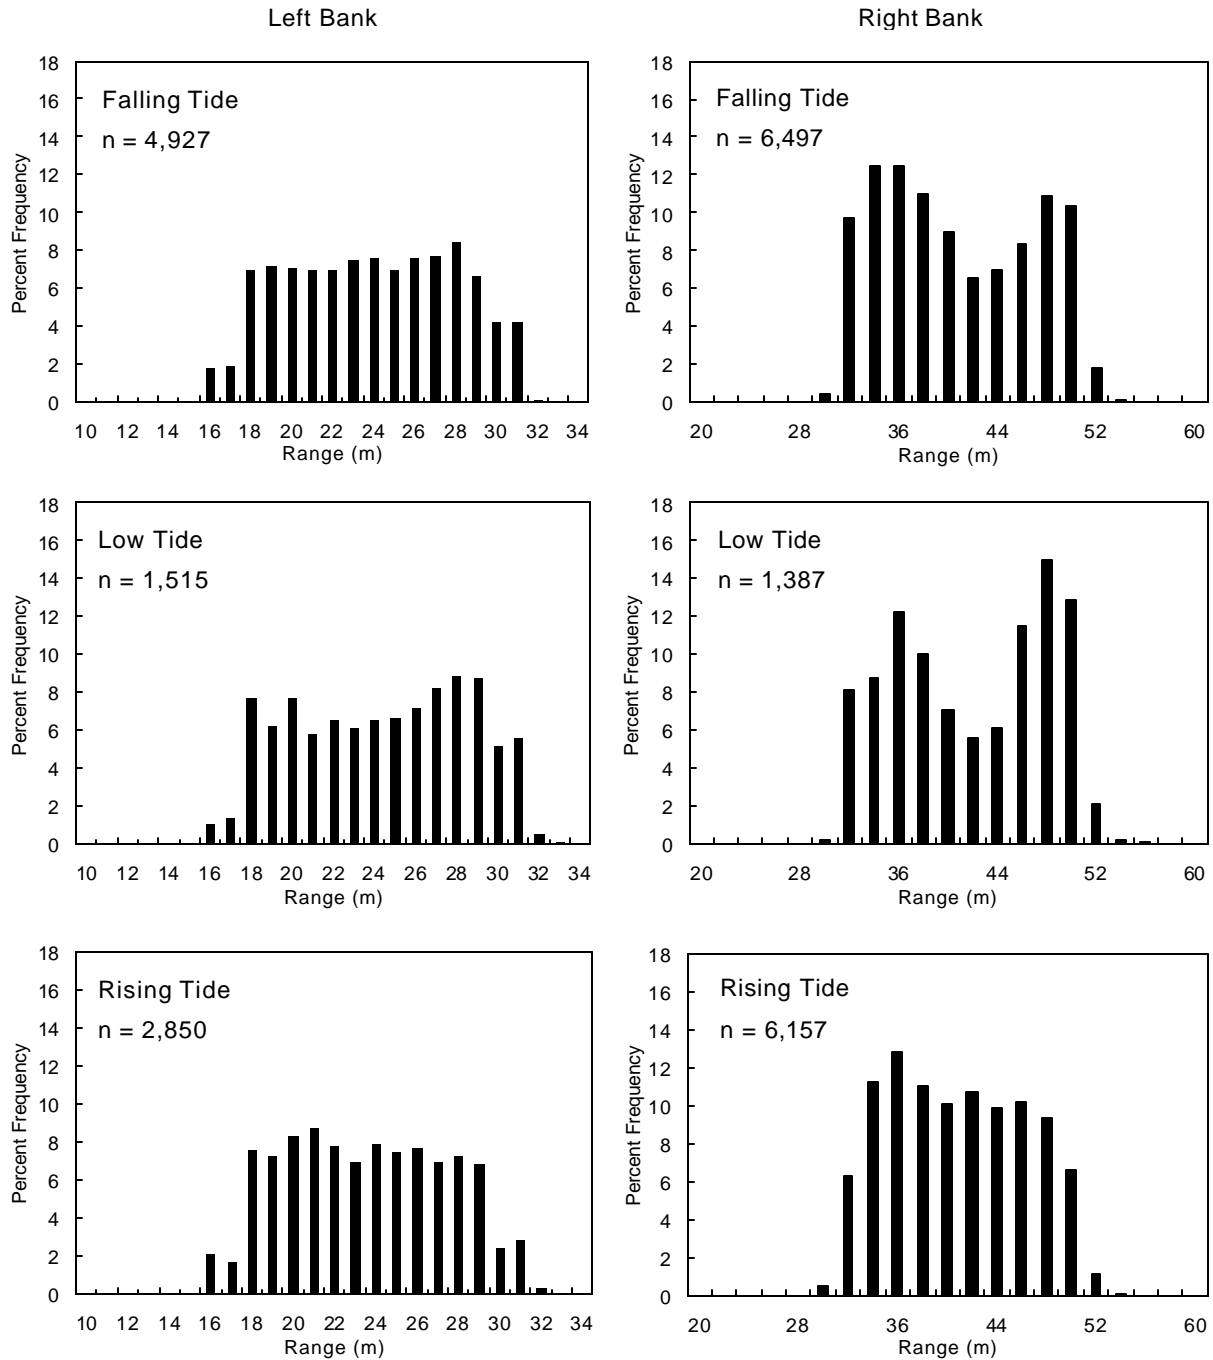 Left Bank
Right Bank
18
16
14
12
10
8
6
4
2
0
Percent Frequency
Falling Tide
n = 4,927
10 12 14 16 18 20 22 24 26 28 30 32 34
Range (m)
18
16
14
12
10
8
6
4
2
0
Percent Frequency
Falling Tide
n = 6,497
20 28 36 44 52 60
Range (m)
18
16
14
12
10
8
6
4
2
0
Percent Frequency
Low Tide
n = 1,515
10 12 14 16 18 20 22 24 26 28 30 32 34
Range (m)
18
16
14
12
10
8
6
4
2
0
Percent Frequency
Low Tide
n = 1,387
20 28 36 44 52 60
Range (m)
18
16
14
12
10
8
6
4
2
0
Percent Frequency
Rising Tide
n = 2,850
10 12 14 16 18 20 22 24 26 28 30 32 34
Range (m)
18
16
14
12
10
8
6
4
2
0
Percent Frequency
Rising Tide
n = 6,157
20 28 36 44 52 60
Range (m)